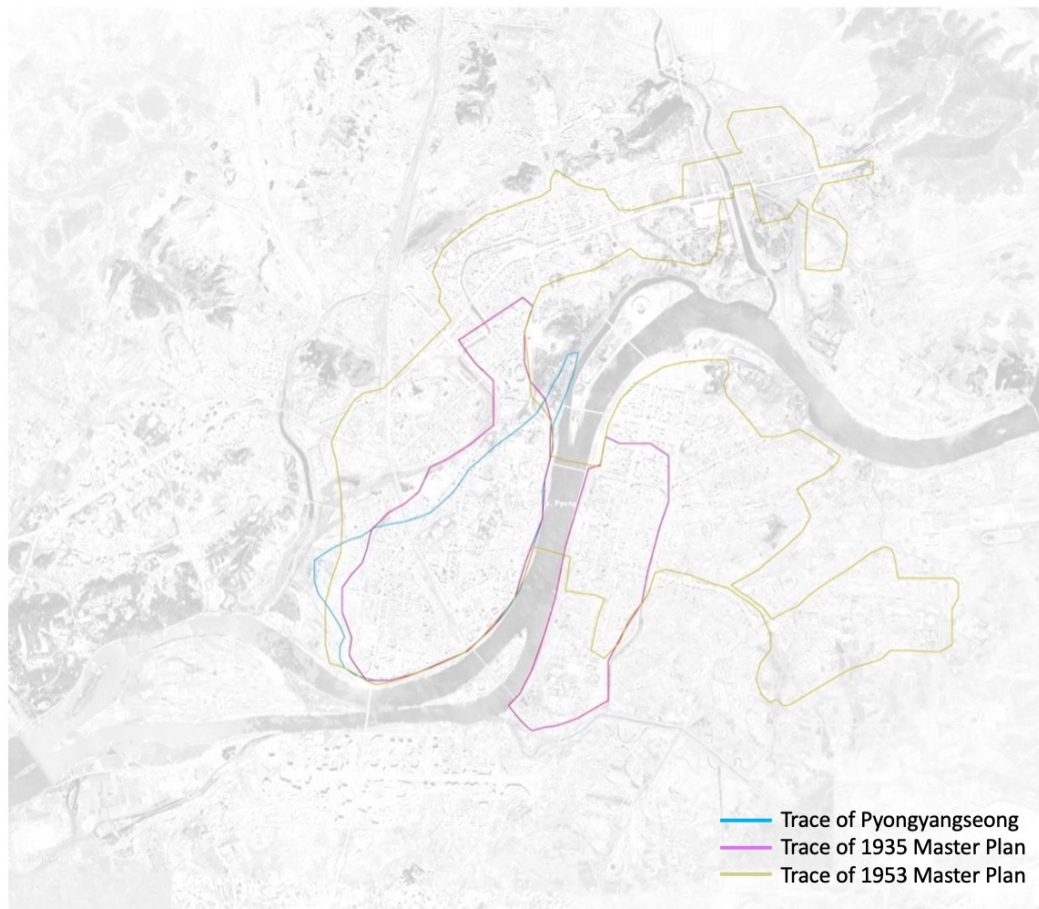 Trace of Pyongyangseong
Trace of 1935 Master Plan
Trace of 1953 Master Plan